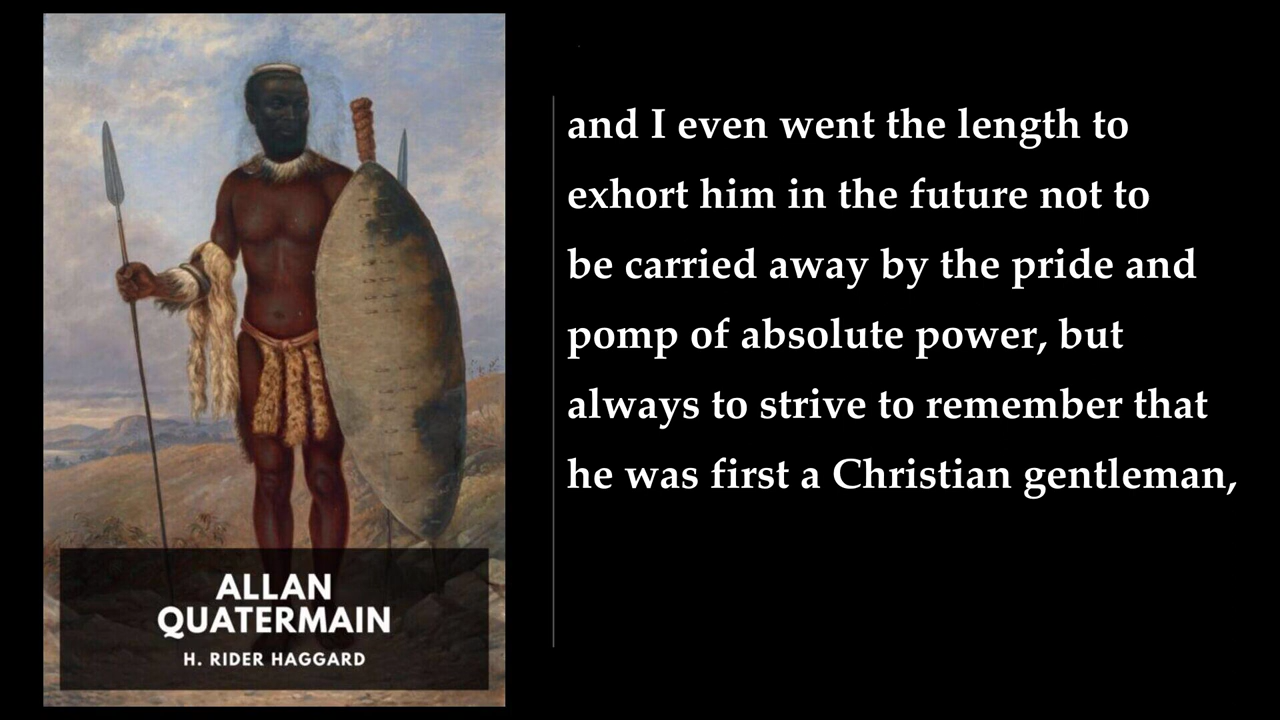 ALLAN
QUATERMAIN
H. RIDER HAGGARD
and I even went the length to
exhort him in the future not to
be carried away by the pride and
pomp of absolute power, but
always to strive to remember that
he was first a Christian gentleman,